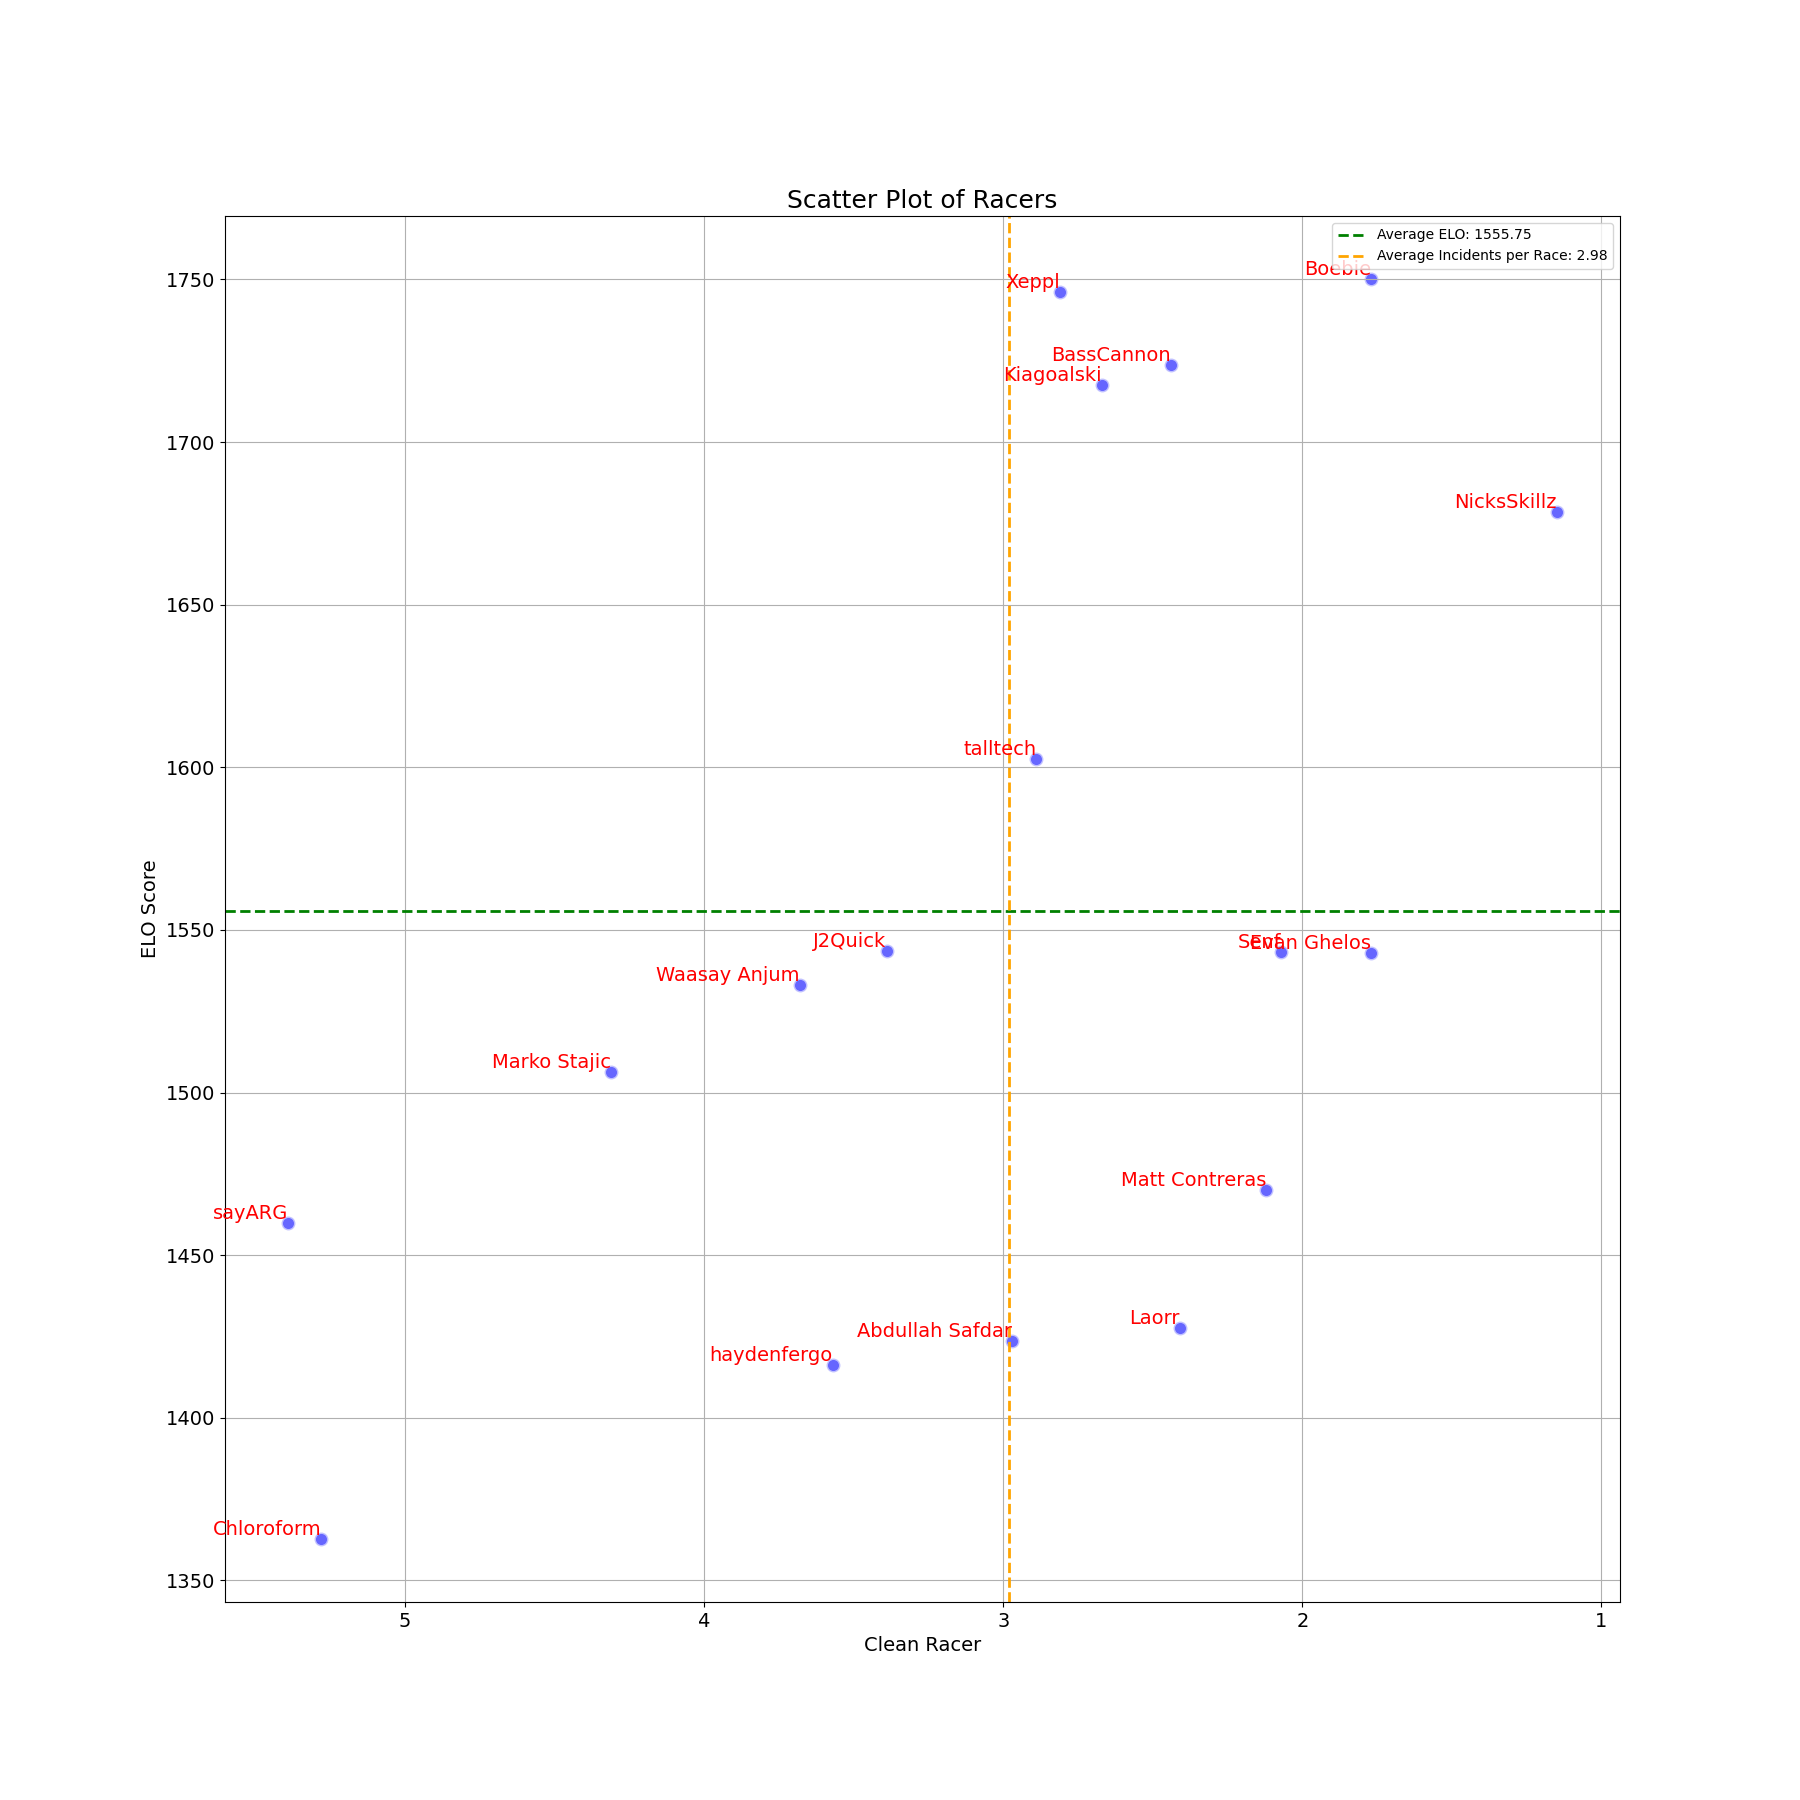 Scatter Plot of Racers
Average ELO: 1555.75
Average Incidents per Race: 2.98
Boebie
Xeppl
BassCannon
Kiagoalski
NicksSkillz
talltech
J2Quick
Senf
Evan Ghelos
Waasay Anjum
Marko Stajic
Matt Contreras
sayARG
Laorr
Abdullah Safdar
haydenfergo
Chloroform
1750
1700
1650
1600
1550
1500
1450
1400
1350
ELO Score
5 4 3 2 1
Clean Racer